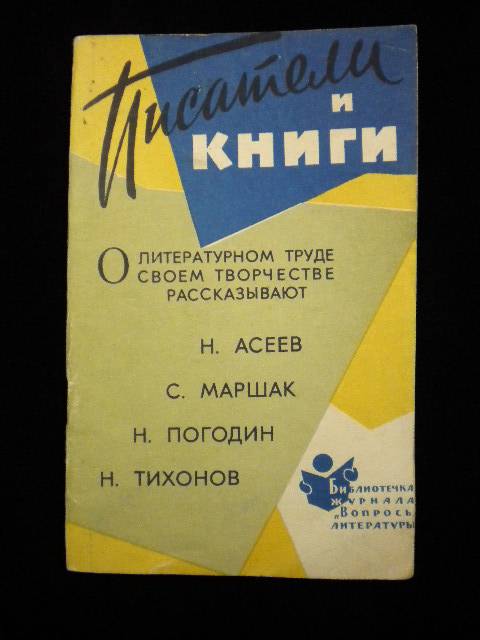 Писатели
и
КНИГИ
О ЛИТЕРАТУРНОМ ТРУДЕ
СВОЕМ ТВОРЧЕСТВЕ
РАССКАЗЫВАЮТ
Н. АСЕЕВ
С. МАРШАК
Н. ПОГОДИН
Н. ТИХОНОВ
БИБЛИОТЕЧКА
ЖУРНАЛА
„ВОПРОСЫ
ЛИТЕРАТУРЫ